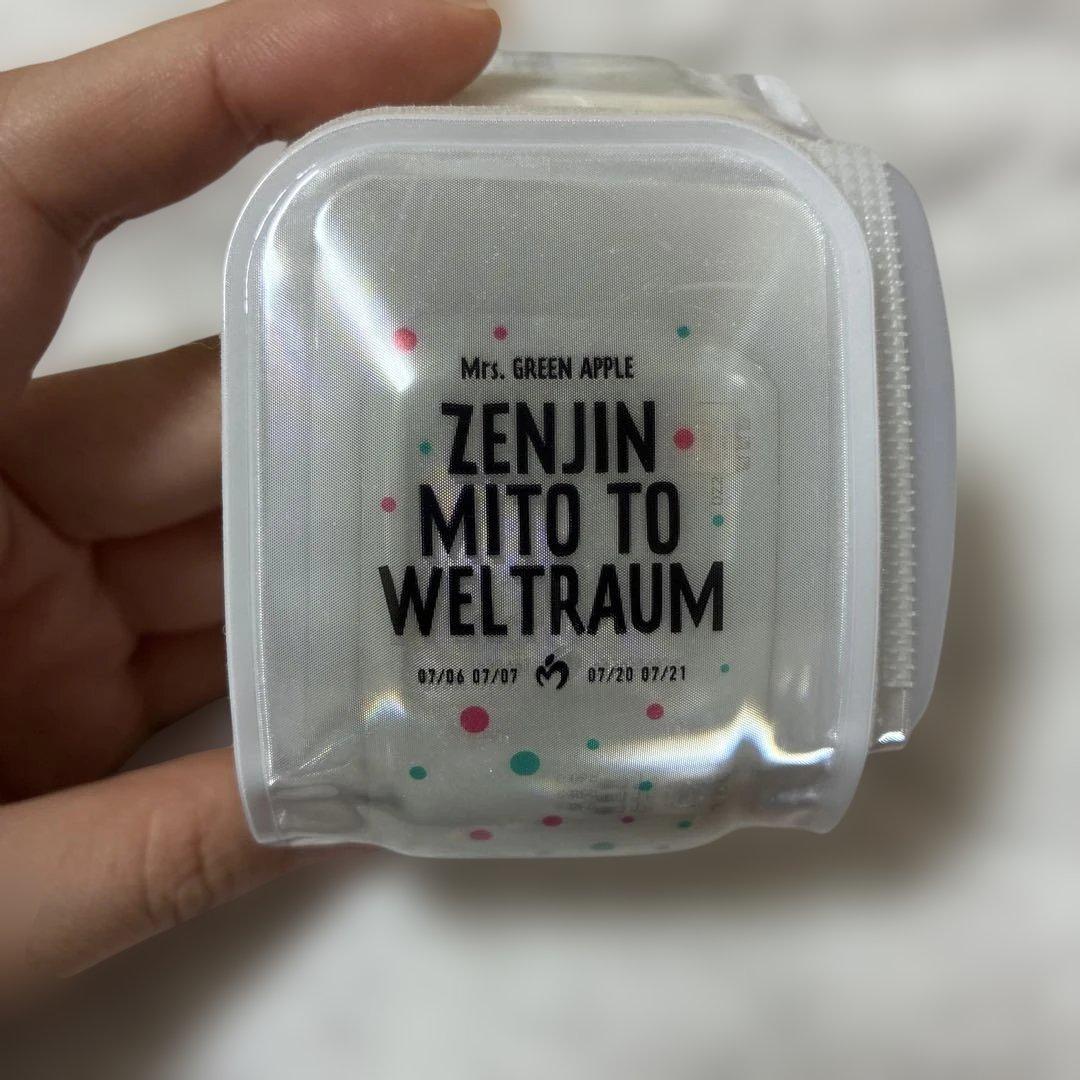 Mrs. GREEN APPLE
ZENJIN
MITO TO
WELTRAUM
07/06 07/07 07/20 07/21